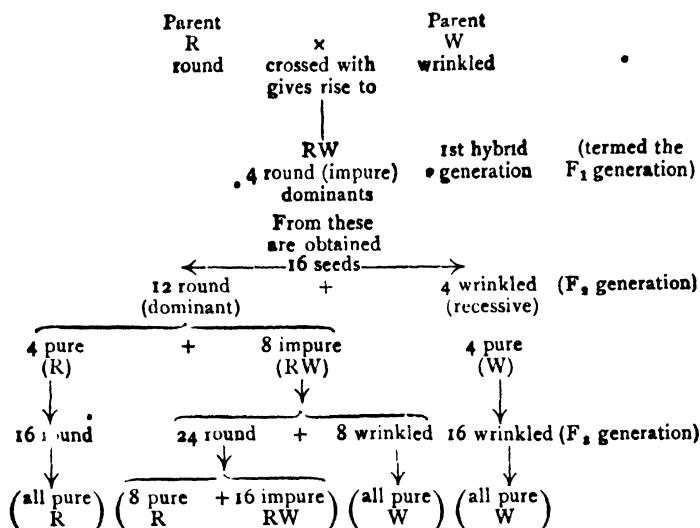 Parent Parent
R × W
round crossed with wrinkled
gives rise to
RW 1st hybrid (termed the
4 round (impure) generation F₁ generation)
dominants
From these
are obtained
16 seeds
12 round + 4 wrinkled (F₂ generation)
(dominant) (recessive)
4 pure + 8 impure 4 pure
(R) (RW) (W)
16 round 24 round + 8 wrinkled 16 wrinkled (F₃ generation)
(all pure (8 pure + 16 impure) (all pure) (all pure)
R R RW W W